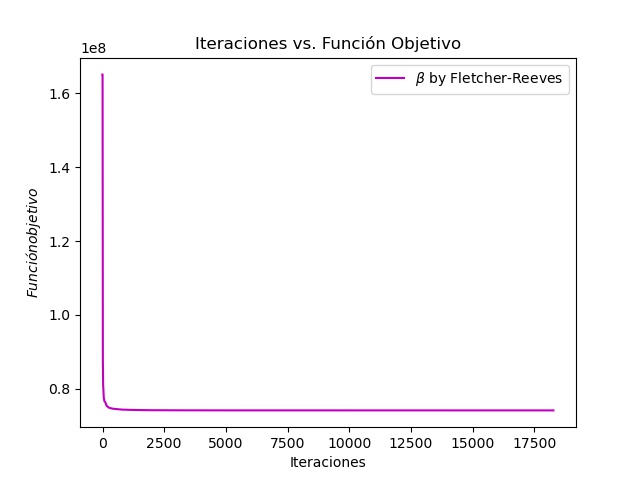 Iteraciones vs. Función Objetivo
1e8
β by Fletcher-Reeves
1.6
1.4
1.2
1.0
0.8
Funciónobjetivo
0 2500 5000 7500 10000 12500 15000 17500
Iteraciones